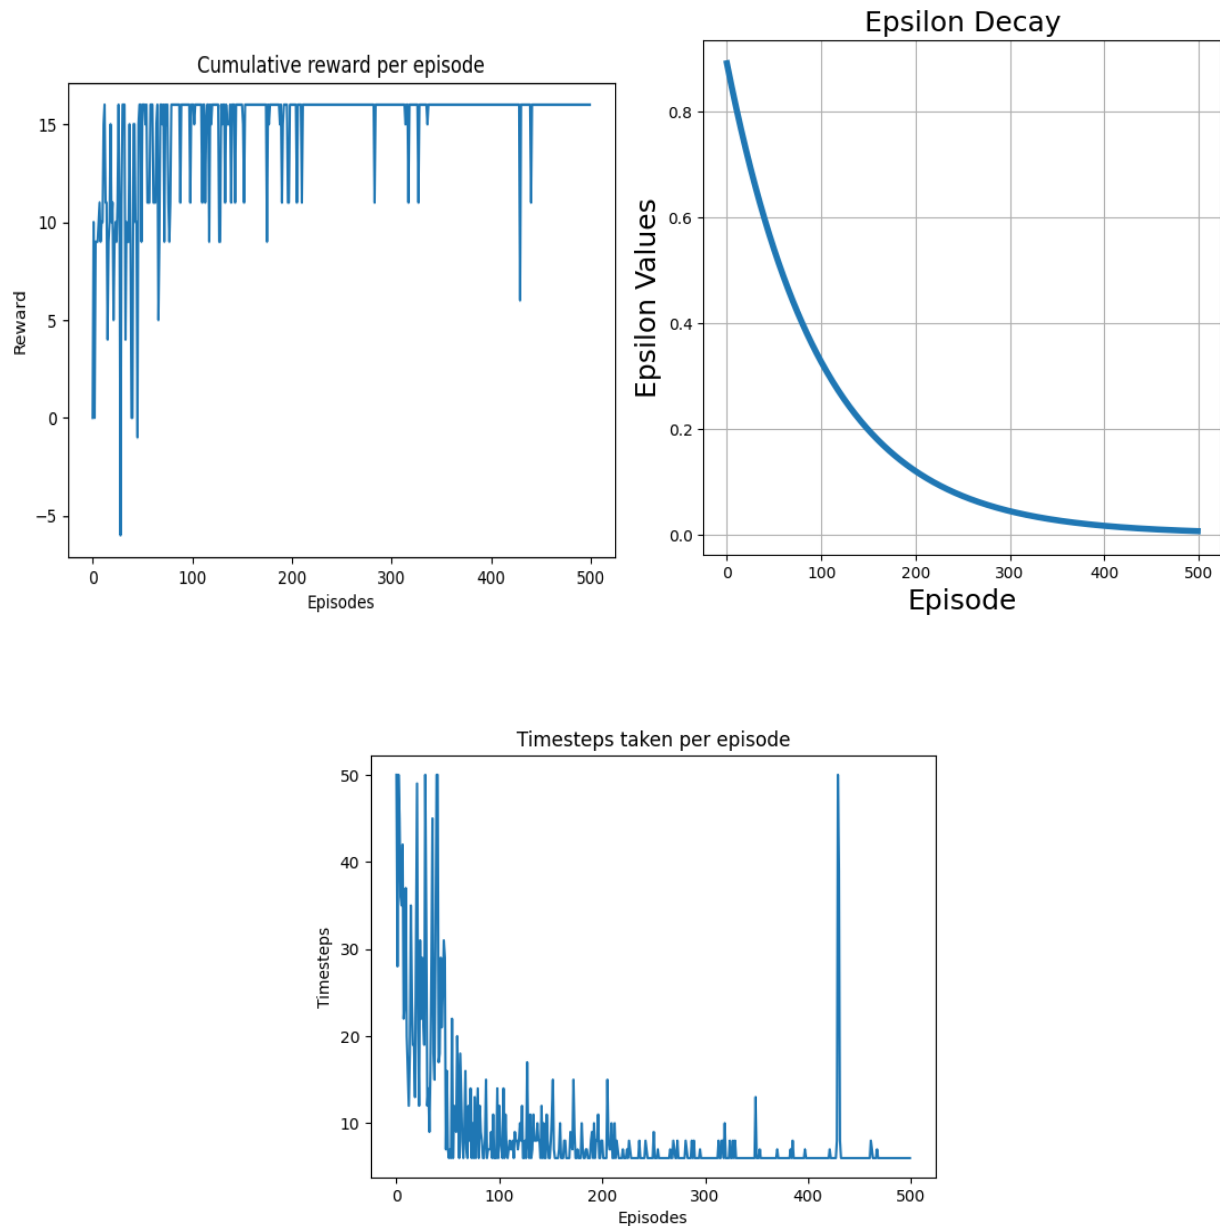 Cumulative reward per episode
Reward
15
10
5
0
−5
0 100 200 300 400 500
Episodes
Epsilon Decay
Epsilon Values
0.8
0.6
0.4
0.2
0.0
0 100 200 300 400 500
Episode
Timesteps taken per episode
Timesteps
50
40
30
20
10
0 100 200 300 400 500
Episodes